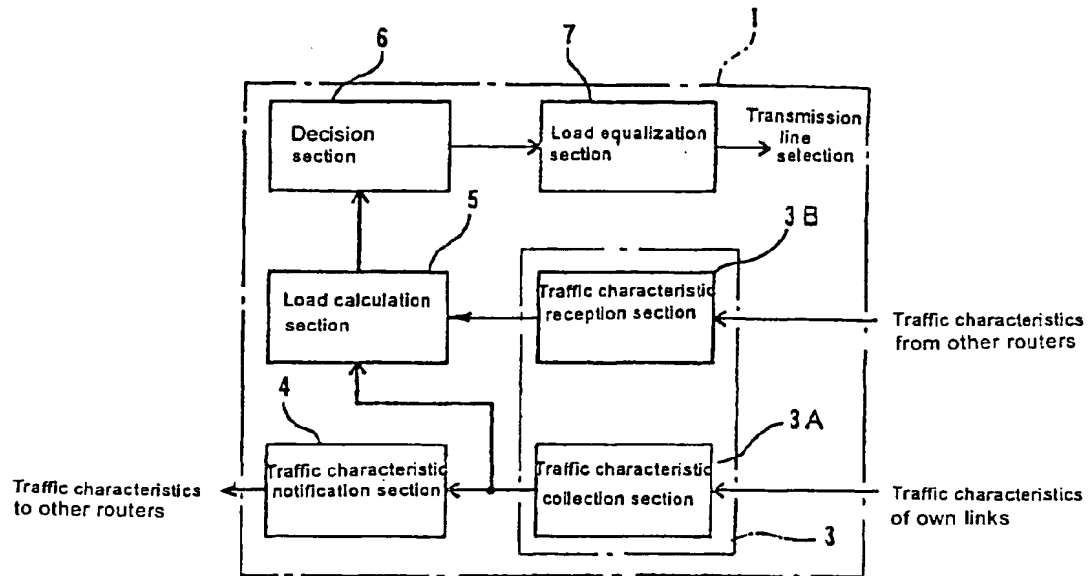 1
6
7
Decision
section
Load equalization
section
Transmission
line
selection
5
3B
Load calculation
section
Traffic characteristic
reception section
Traffic characteristics
from other routers
4
3A
Traffic characteristic
notification section
Traffic characteristic
collection section
Traffic characteristics
to other routers
Traffic characteristics
of own links
3